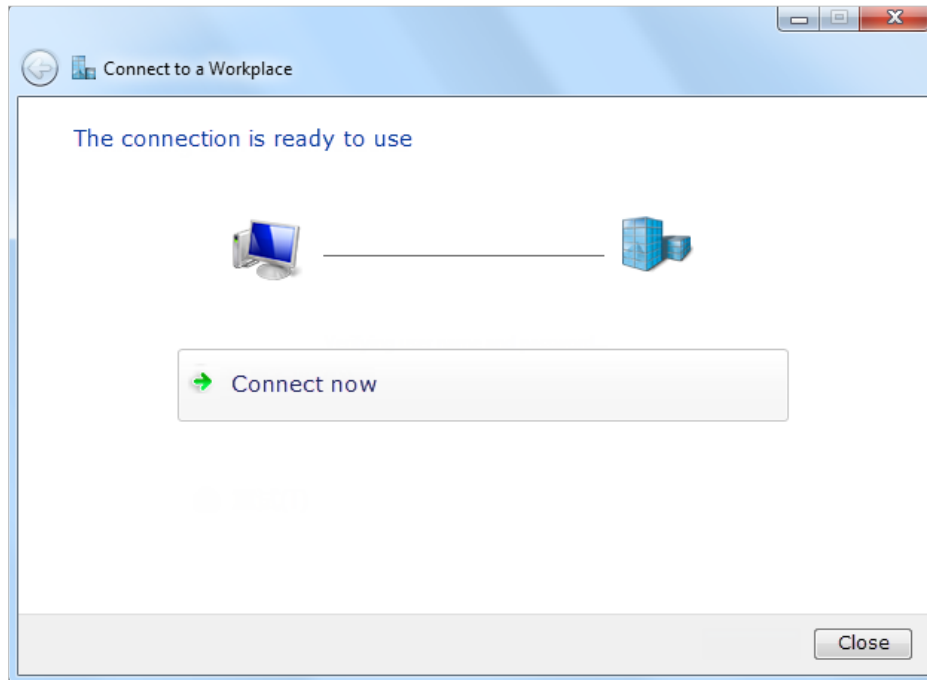 Connect to a Workplace
The connection is ready to use
Connect now
Close